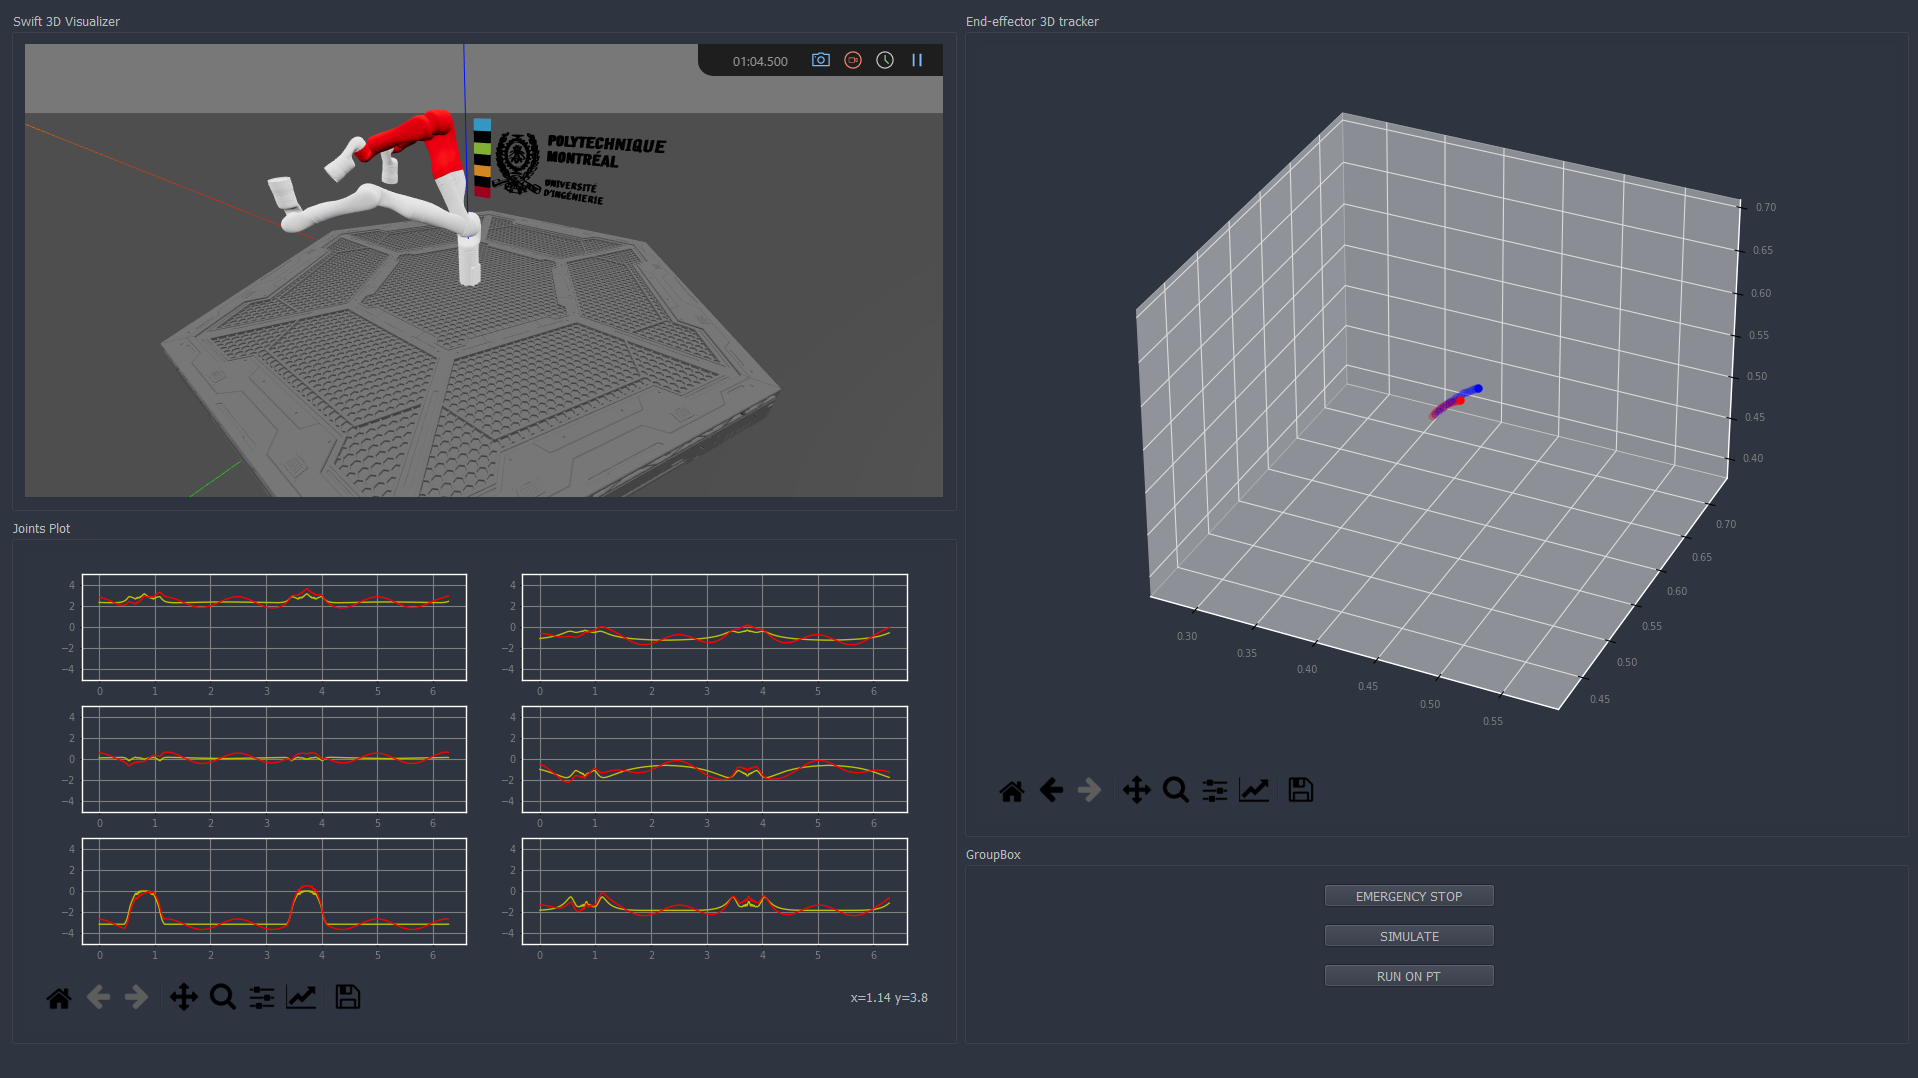 Swift 3D Visualizer
01:04.500
POLYTECHNIQUE
MONTRÉAL
UNIVERSITÉ
D'INGÉNIERIE
Joints Plot
4
2
0
−2
−4
0 1 2 3 4 5 6
4
2
0
−2
−4
0 1 2 3 4 5 6
4
2
0
−2
−4
0 1 2 3 4 5 6
4
2
0
−2
−4
0 1 2 3 4 5 6
4
2
0
−2
−4
0 1 2 3 4 5 6
4
2
0
−2
−4
0 1 2 3 4 5 6
x=1.14 y=3.8
End-effector 3D tracker
0.70
0.65
0.60
0.55
0.50
0.45
0.40
0.70
0.65
0.60
0.55
0.50
0.45
0.30
0.35
0.40
0.45
0.50
0.55
GroupBox
EMERGENCY STOP
SIMULATE
RUN ON PT